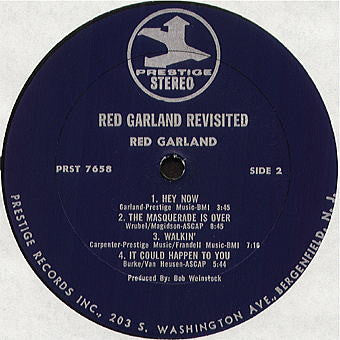 PRESTIGE
STEREO
RED GARLAND REVISITED
RED GARLAND
PRST 7658
SIDE 2
1. HEY NOW
Garland-Prestige Music-BMI 3:45
2. THE MASQUERADE IS OVER
Wrubel/Magidson-ASCAP 8:45
3. WALKIN'
Carpenter-Prestige Music/Frandell Music-BMI 7:16
4. IT COULD HAPPEN TO YOU
Burke/Van Heusen-ASCAP 5:44
Produced By: Bob Weinstock
PRESTIGE RECORDS INC., 203 S. WASHINGTON AVE., BERGENFIELD, N. J.